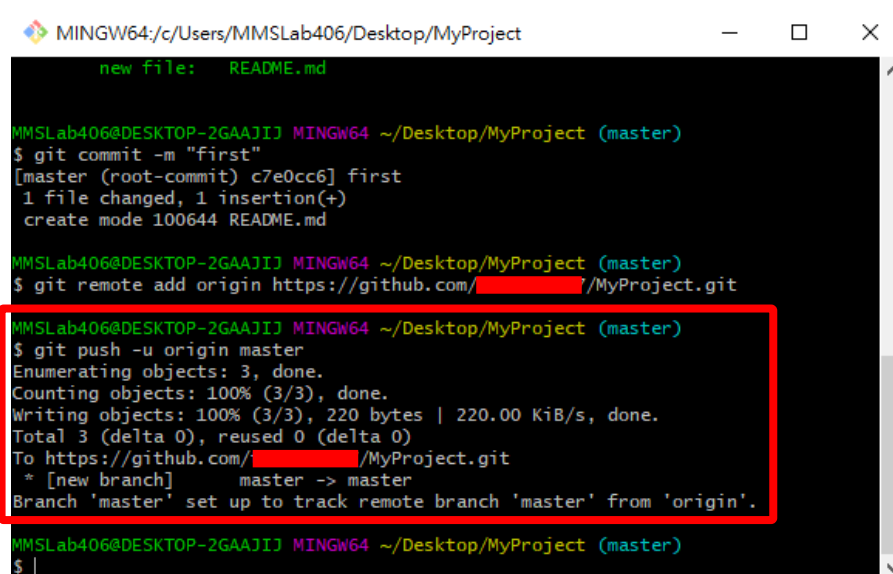 MINGW64:/c/Users/MMSLab406/Desktop/MyProject
new file:   README.md
MMSLab406@DESKTOP-2GAAJIJ MINGW64 ~/Desktop/MyProject (master)
$ git commit -m "first"
[master (root-commit) c7e0cc6] first
1 file changed, 1 insertion(+)
create mode 100644 README.md
MMSLab406@DESKTOP-2GAAJIJ MINGW64 ~/Desktop/MyProject (master)
$ git remote add origin https://github.com/ /MyProject.git
MMSLab406@DESKTOP-2GAAJIJ MINGW64 ~/Desktop/MyProject (master)
$ git push -u origin master
Enumerating objects: 3, done.
Counting objects: 100% (3/3), done.
Writing objects: 100% (3/3), 220 bytes | 220.00 KiB/s, done.
Total 3 (delta 0), reused 0 (delta 0)
To https://github.com/ /MyProject.git
* [new branch]      master -> master
Branch 'master' set up to track remote branch 'master' from 'origin'.
MMSLab406@DESKTOP-2GAAJIJ MINGW64 ~/Desktop/MyProject (master)
$